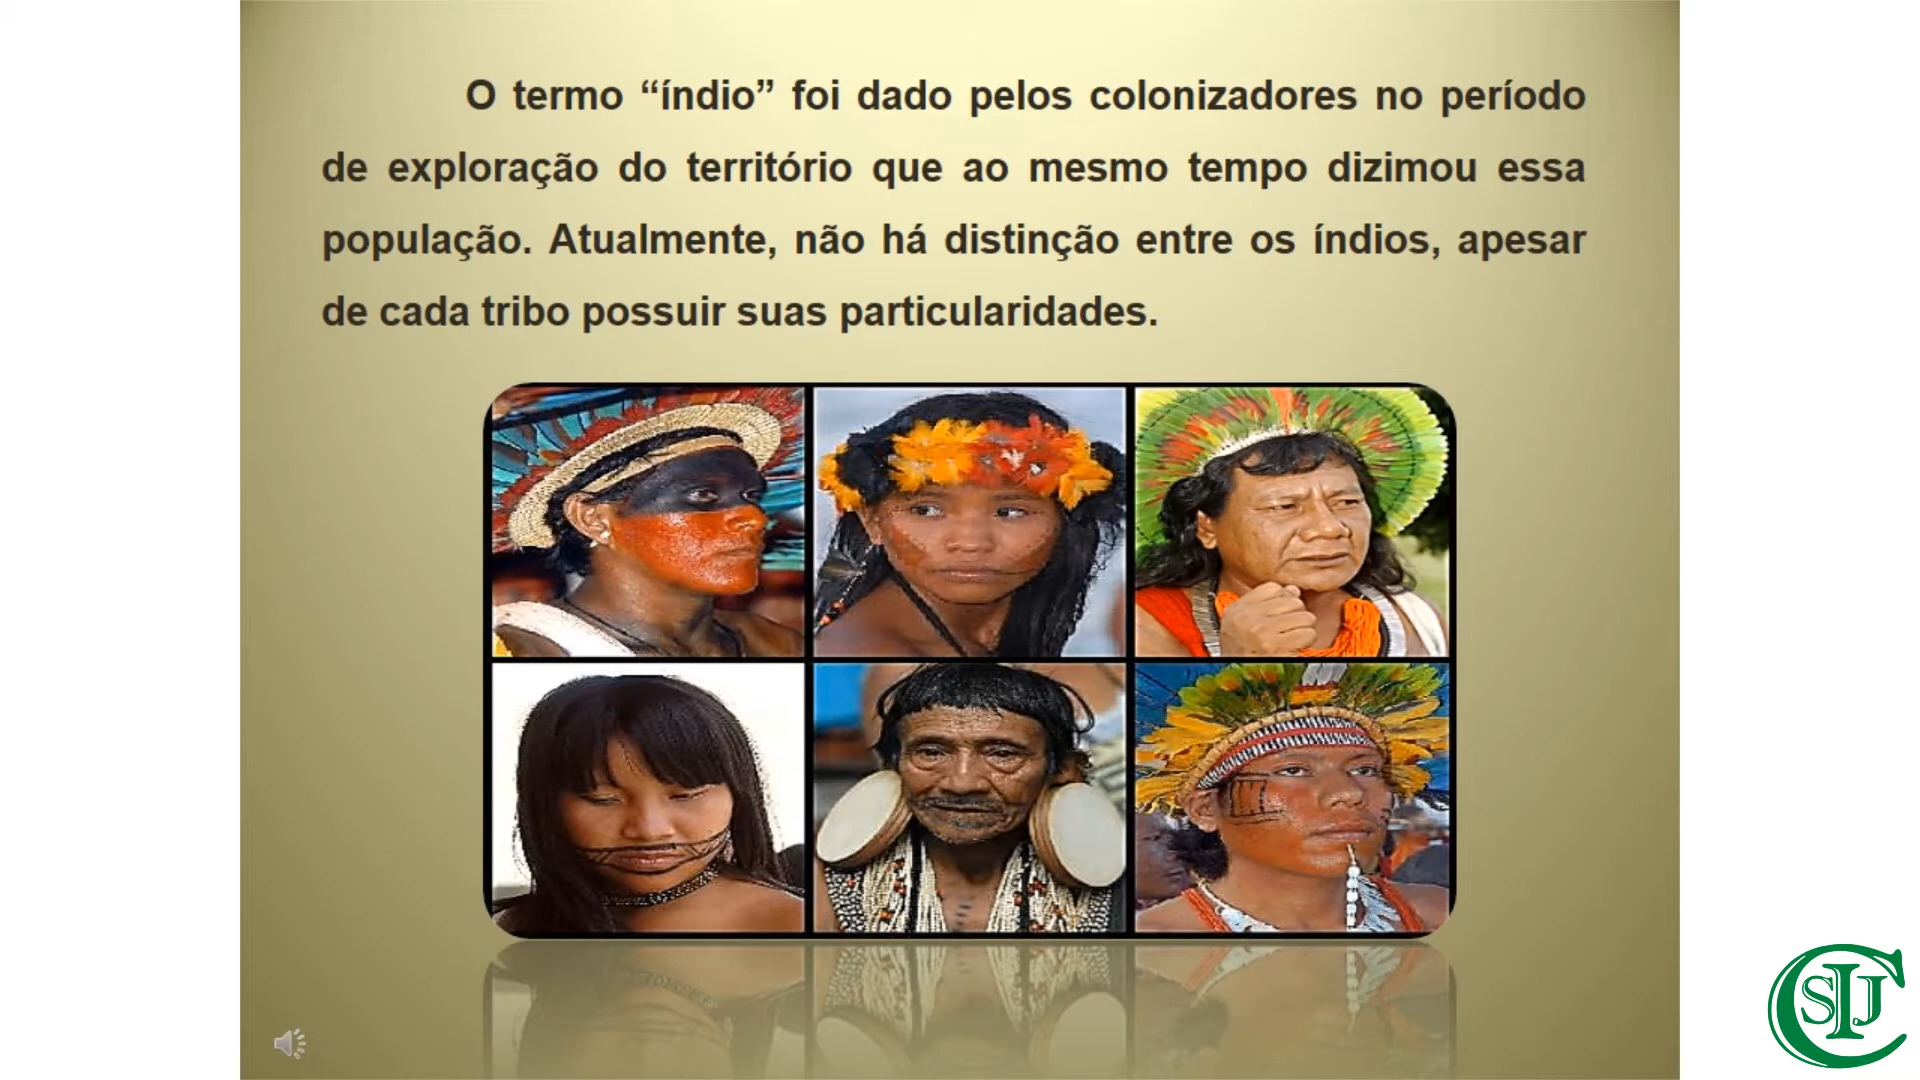 O termo “índio” foi dado pelos colonizadores no período
de exploração do território que ao mesmo tempo dizimou essa
população. Atualmente, não há distinção entre os índios, apesar
de cada tribo possuir suas particularidades.
CSIJ